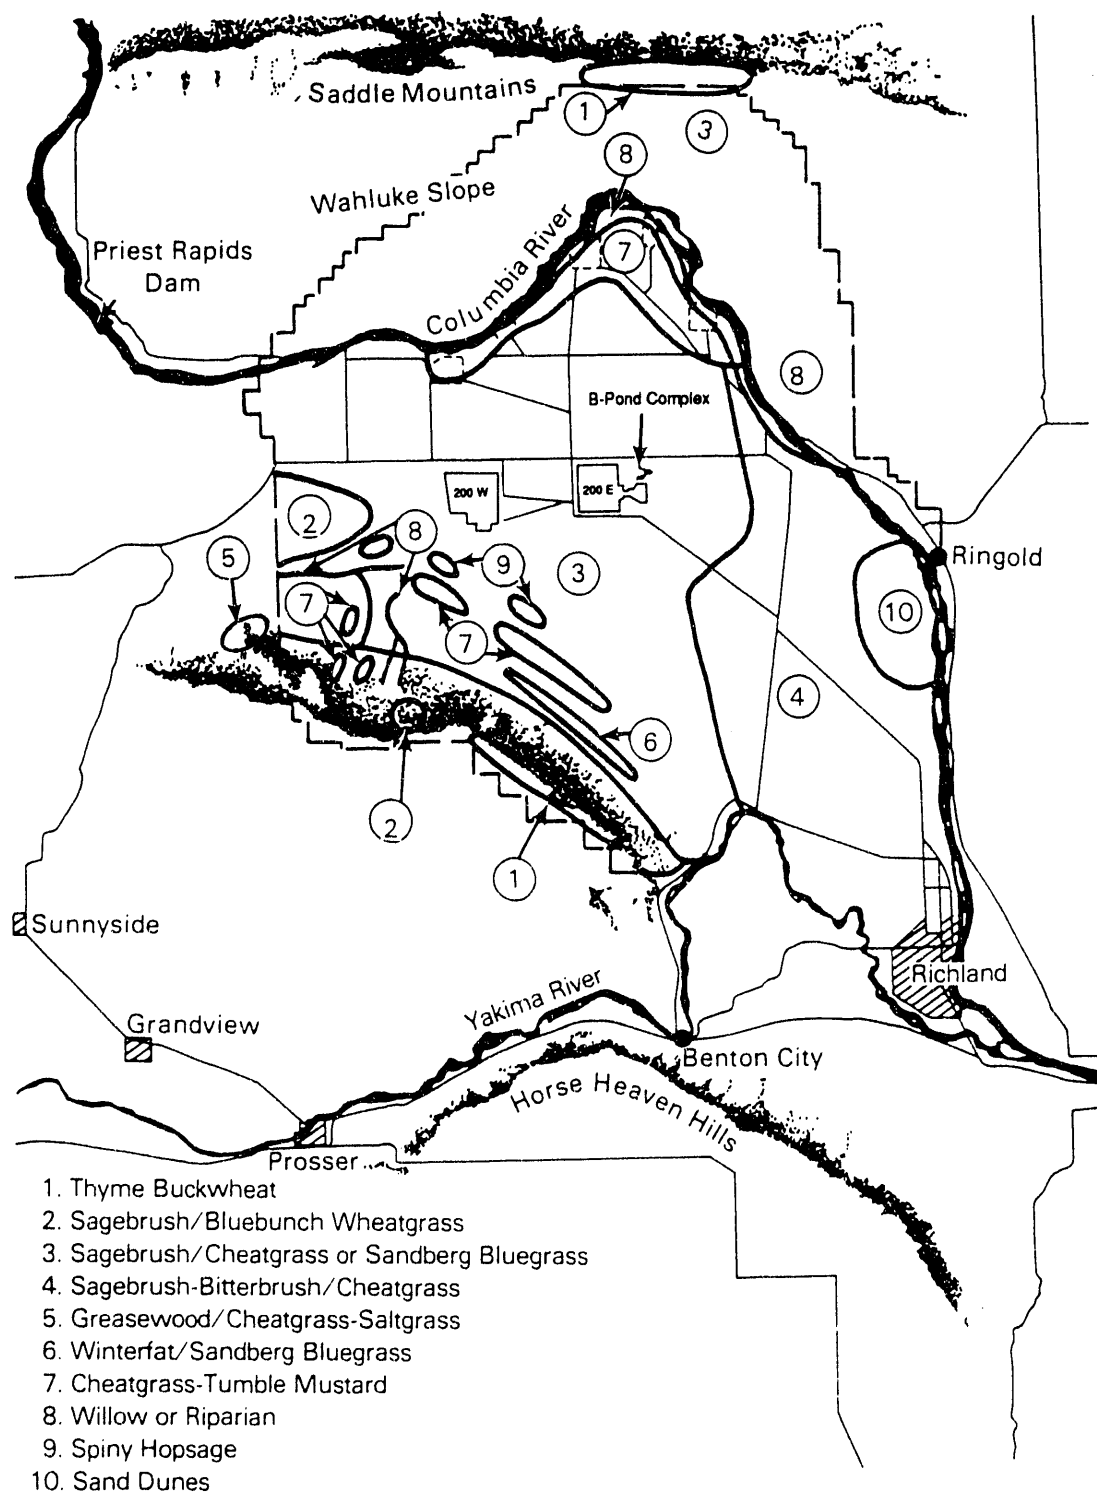 Saddle Mountains
1
3
8
Wahluke Slope
Columbia River
7
Priest Rapids
Dam
8
B-Pond Complex
200 W
200 E
2
8
5
9
3
Ringold
7
7
10
4
6
2
1
Sunnyside
Richland
Yakima River
Grandview
Benton City
Horse Heaven Hills
Prosser
1. Thyme Buckwheat
2. Sagebrush/Bluebunch Wheatgrass
3. Sagebrush/Cheatgrass or Sandberg Bluegrass
4. Sagebrush-Bitterbrush/Cheatgrass
5. Greasewood/Cheatgrass-Saltgrass
6. Winterfat/Sandberg Bluegrass
7. Cheatgrass-Tumble Mustard
8. Willow or Riparian
9. Spiny Hopsage
10. Sand Dunes